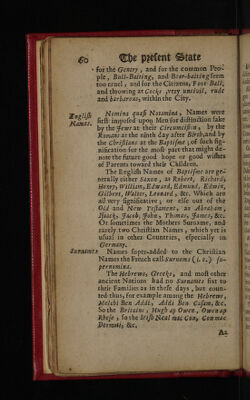 60 The present State
for the Gentry, and for the common Peo-
ple, Bull-Baiting, and Bear-baiting seem
too cruel, and for the Citizens, Foot-Ball,
and throwing at Cocks, very uncivil, rude
and barbarous, within the City.
English Names.
Nomina quasi Notamina, Names were
first imposed upon Men for distinction sake
by the Jews at their Circumcision, by the
Romans at the ninth day after Birth, and by
the Christians at the Baptism; of such sig-
nification for the most part that might de-
note the future good hope or good wishes
of Parents toward their Children.
The English Names of Baptism are ge-
nerally either Saxon, as Robert, Richard,
Henry, William, Edward, Edmund, Edwin,
Gilbert, Walter, Leonard, &c. Which are
all very significative; or else out of the
Old and New Testament, as Abraham,
Isaack, Jacob, John, Thomas, James, &c.
Or sometimes the Mothers Surname, and
rarely two Christian Names, which yet is
usual in other Countries, especially in
Germany.
Surnames
Names super-added to the Christian
Names the French call Surnoms (i. e.) su-
pernomina.
The Hebrews, Greeks, and most other
ancient Nations had no Surnames fixt to
their Families as in these days, but coun-
ted thus, for example among the Hebrews,
Melchi Ben Addi, Addi Ben Cosam, &c.
So the Britains, Hugh ap Owen, Owen ap
Rhese, so the Irish Neal mac Con, Con mac
Dermoti, &c.